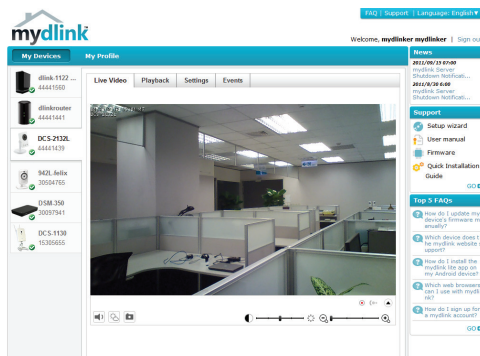 FAQ | Support | Language: English▼
mydlink
Welcome, mydlinker mydlinker | Sign ou
My Devices
My Profile
dlink-1122 ...
44441560
dlinkrouter
44441441
DCS-2132L
44441439
942L-felix
30504765
DSM-350
30097941
DCS-1130
15305655
Live Video
Playback
Settings
Events
News
2011/09/15 07:00
mydlink Server
Shutdown Notificati...
2011/8/30 6:00
mydlink Server
Shutdown Notificati...
Support
Setup wizard
User manual
Firmware
Quick Installation
Guide
GO
Top 5 FAQs
How do I update my
device's firmware m
anually?
Which device does t
he mydlink website s
upport?
How do I install the
mydlink lite app on
my Android device?
Which web browsers
can I use with mydli
nk?
How do I sign up for
a mydlink account?
GO